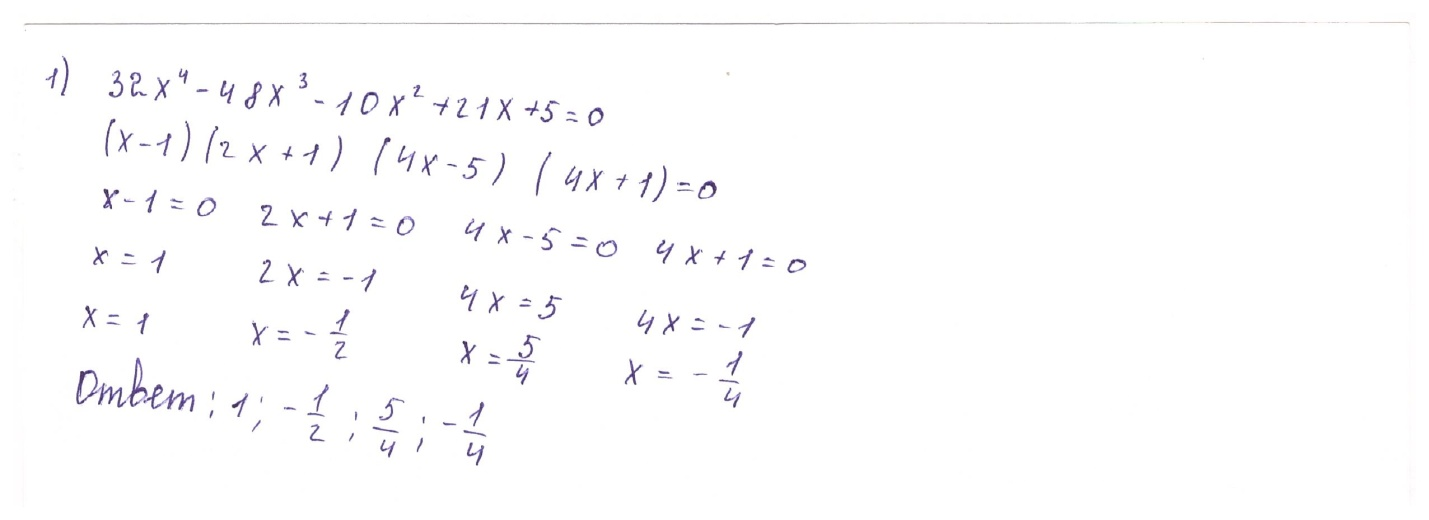 1) 32x⁴-48x³-10x²+21x+5=0
(x-1)(2x+1)(4x-5)(4x+1)=0
x-1=0 2x+1=0 4x-5=0 4x+1=0
x=1 2x=-1 4x=5 4x=-1
x=1 x=-1/2 x=5/4 x=-1/4
Ответ: 1; -1/2; 5/4; -1/4